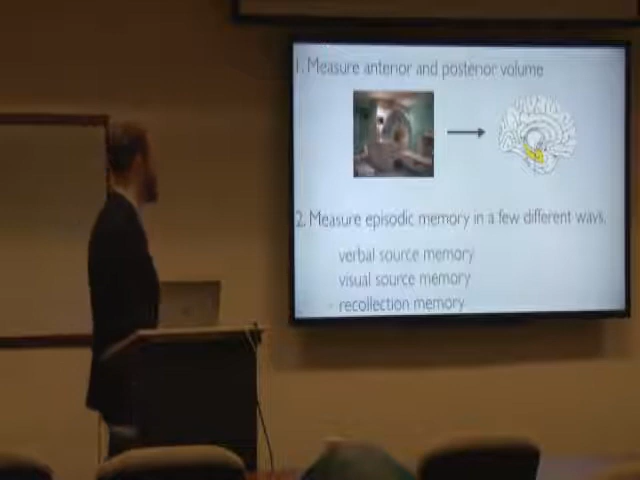 1. Measure anterior and posterior volume
2. Measure episodic memory in a few different ways.
verbal source memory
visual source memory
recollection memory